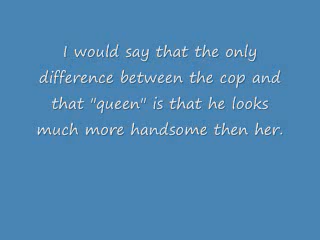 I would say that the only
difference between the cop and
that "queen" is that he looks
much more handsome then her.